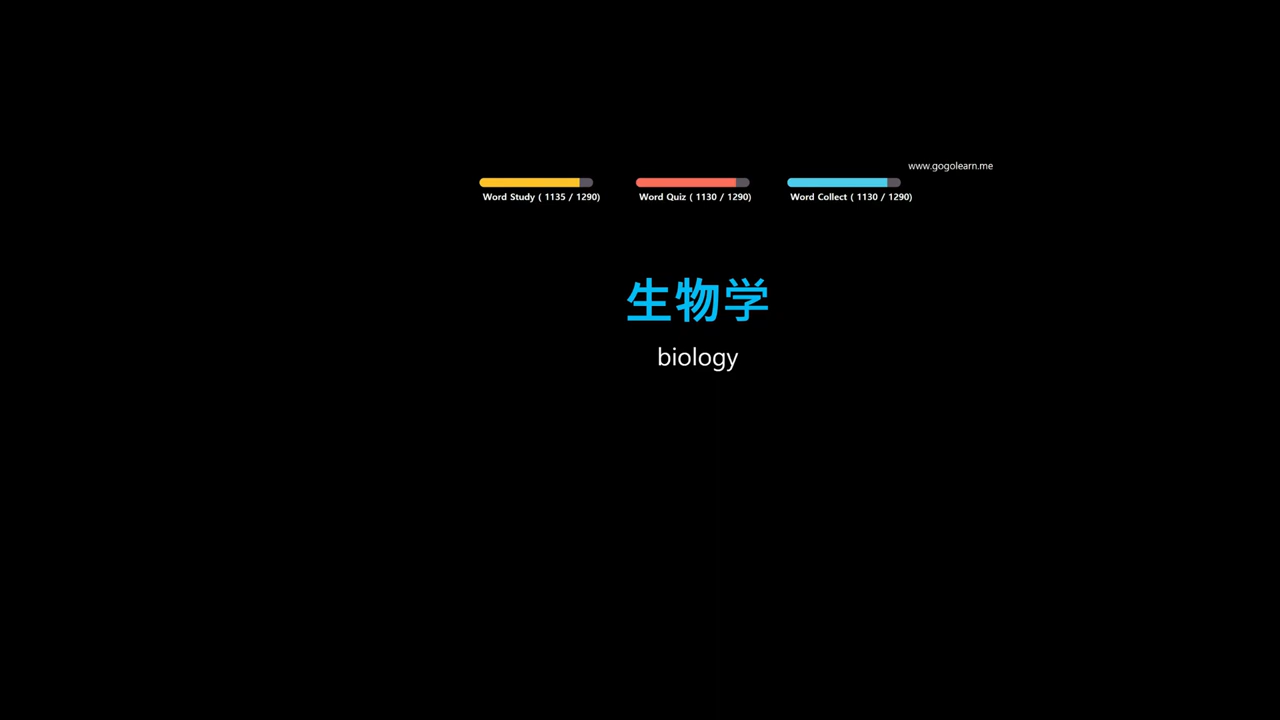 www.gogolearn.me
Word Study ( 1135 / 1290)
Word Quiz ( 1130 / 1290)
Word Collect ( 1130 / 1290)
生物学
biology